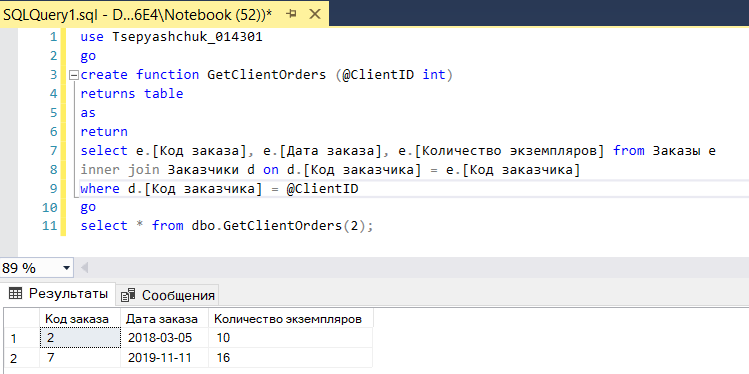 SQLQuery1.sql - D...6E4\Notebook (52))*
1 use Tsepyashchuk_014301
2 go
3 create function GetClientOrders (@ClientID int)
4 returns table
5 as
6 return
7 select e.[Код заказа], e.[Дата заказа], e.[Количество экземпляров] from Заказы e
8 inner join Заказчики d on d.[Код заказчика] = e.[Код заказчика]
9 where d.[Код заказчика] = @ClientID
10 go
11 select * from dbo.GetClientOrders(2);
89 %
Результаты Сообщения
Код заказа Дата заказа Количество экземпляров
1 2 2018-03-05 10
2 7 2019-11-11 16